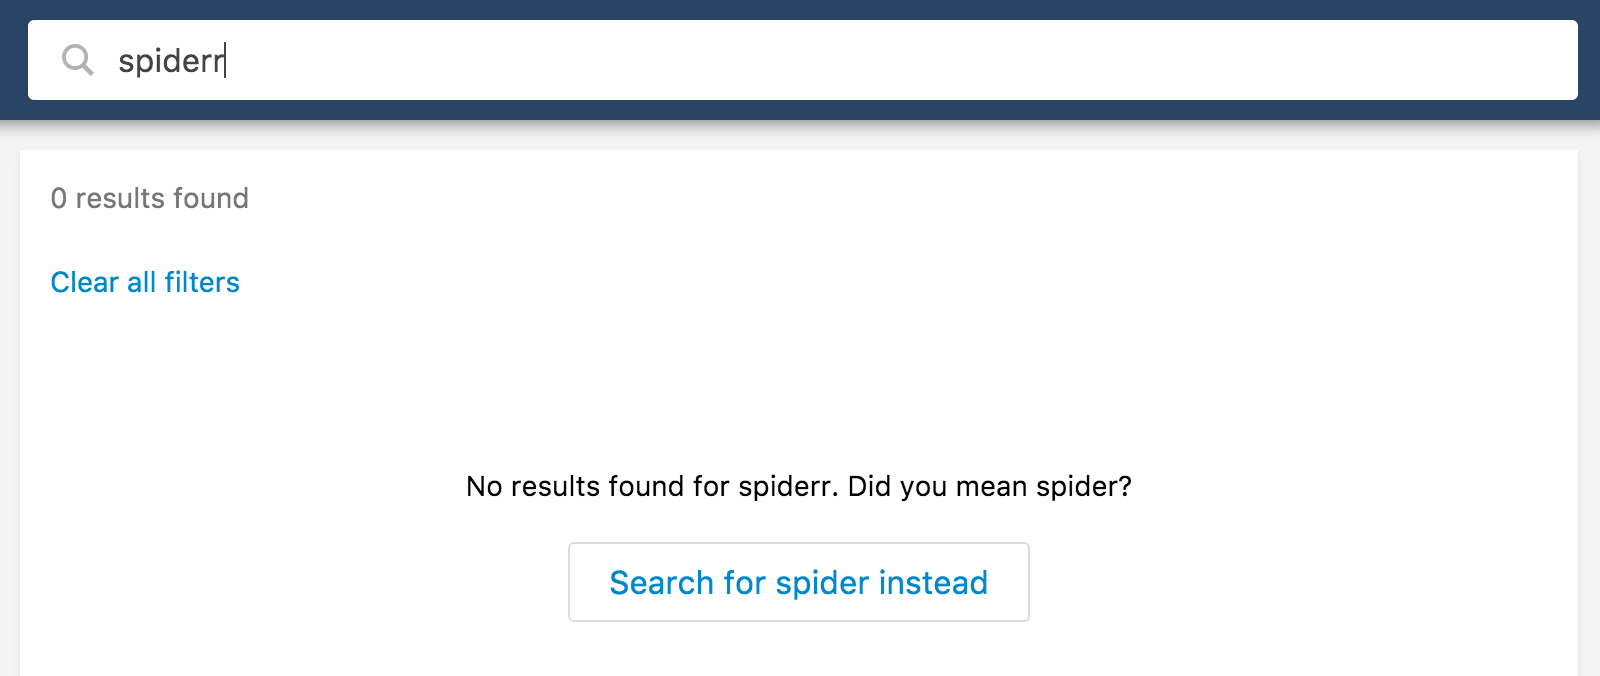 spiderr
0 results found
Clear all filters
No results found for spiderr. Did you mean spider?
Search for spider instead